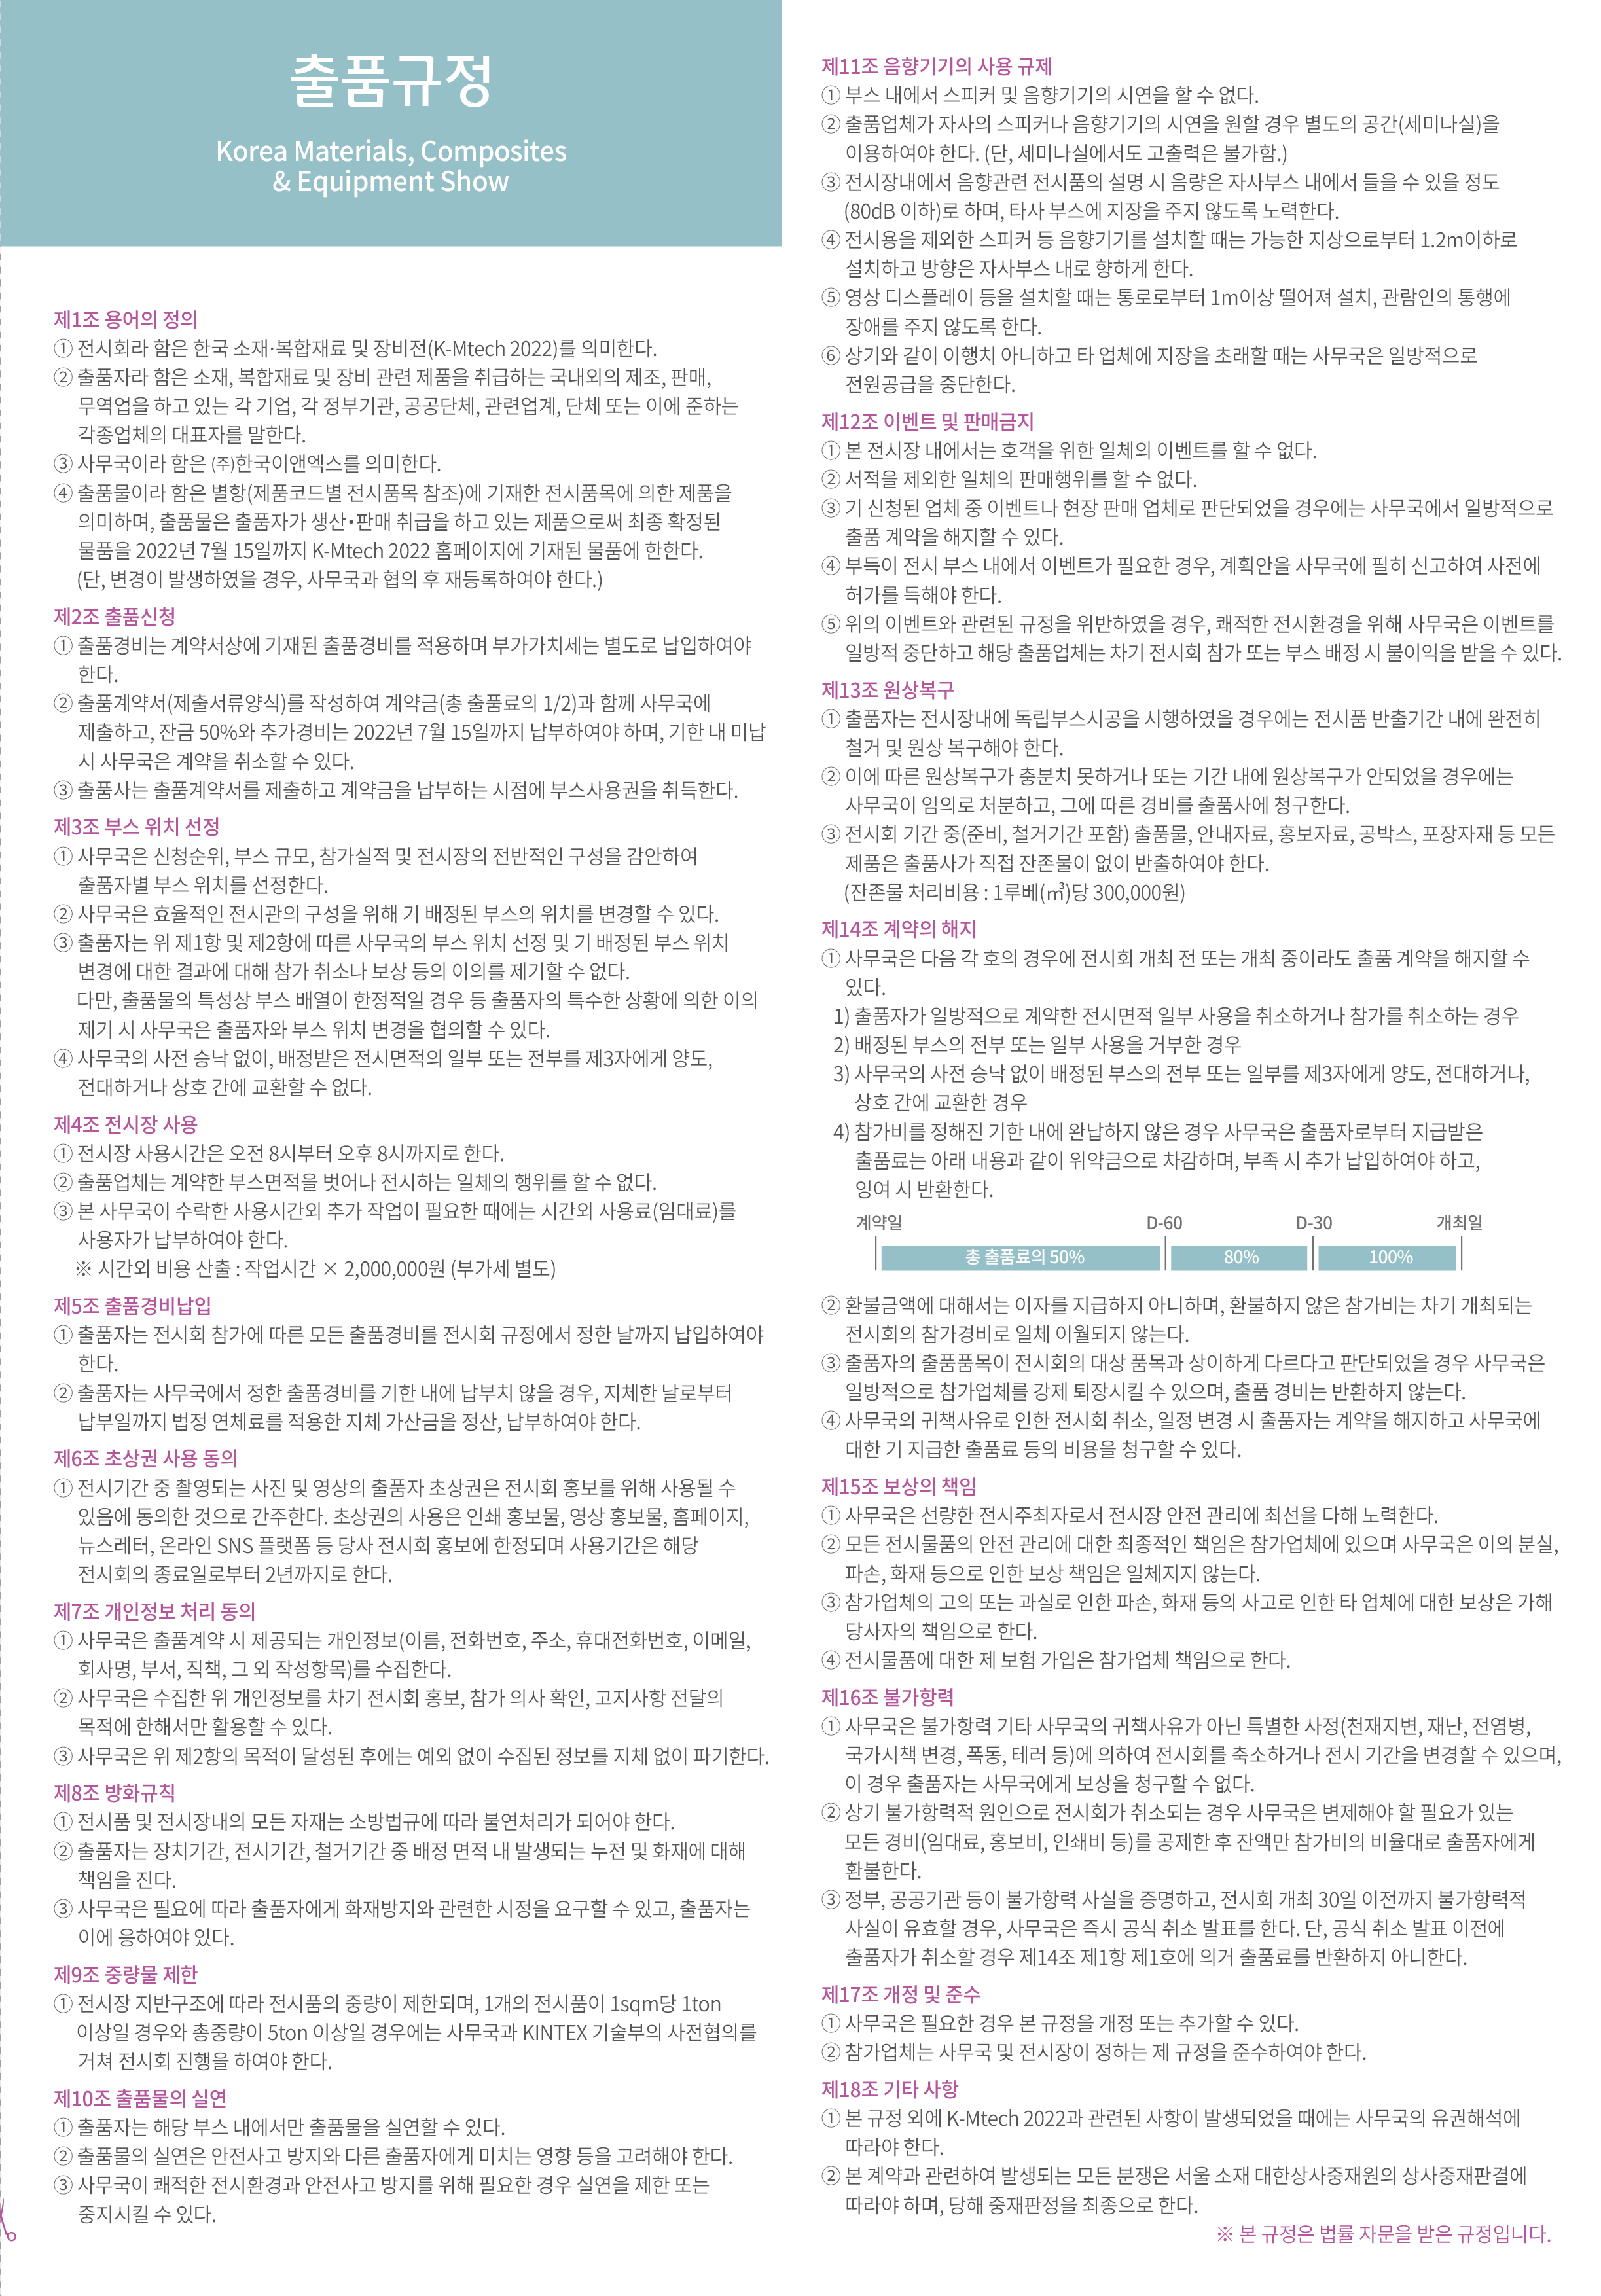 출품규정
Korea Materials, Composites
& Equipment Show
제1조 용어의 정의
① 전시회라 함은 한국 소재·복합재료 및 장비전(K-Mtech 2022)를 의미한다.
② 출품자라 함은 소재, 복합재료 및 장비 관련 제품을 취급하는 국내외의 제조, 판매,
무역업을 하고 있는 각 기업, 각 정부기관, 공공단체, 관련업계, 단체 또는 이에 준하는
각종업체의 대표자를 말한다.
③ 사무국이라 함은 ㈜한국이앤엑스를 의미한다.
④ 출품물이라 함은 별항(제품코드별 전시품목 참조)에 기재한 전시품목에 의한 제품을
의미하며, 출품물은 출품자가 생산•판매 취급을 하고 있는 제품으로써 최종 확정된
물품을 2022년 7월 15일까지 K-Mtech 2022 홈페이지에 기재된 물품에 한한다.
(단, 변경이 발생하였을 경우, 사무국과 협의 후 재등록하여야 한다.)
제2조 출품신청
① 출품경비는 계약서상에 기재된 출품경비를 적용하며 부가가치세는 별도로 납입하여야
한다.
② 출품계약서(제출서류양식)를 작성하여 계약금(총 출품료의 1/2)과 함께 사무국에
제출하고, 잔금 50%와 추가경비는 2022년 7월 15일까지 납부하여야 하며, 기한 내 미납
시 사무국은 계약을 취소할 수 있다.
③ 출품사는 출품계약서를 제출하고 계약금을 납부하는 시점에 부스사용권을 취득한다.
제3조 부스 위치 선정
① 사무국은 신청순위, 부스 규모, 참가실적 및 전시장의 전반적인 구성을 감안하여
출품자별 부스 위치를 선정한다.
② 사무국은 효율적인 전시관의 구성을 위해 기 배정된 부스의 위치를 변경할 수 있다.
③ 출품자는 위 제1항 및 제2항에 따른 사무국의 부스 위치 선정 및 기 배정된 부스 위치
변경에 대한 결과에 대해 참가 취소나 보상 등의 이의를 제기할 수 없다.
다만, 출품물의 특성상 부스 배열이 한정적일 경우 등 출품자의 특수한 상황에 의한 이의
제기 시 사무국은 출품자와 부스 위치 변경을 협의할 수 있다.
④ 사무국의 사전 승낙 없이, 배정받은 전시면적의 일부 또는 전부를 제3자에게 양도,
전대하거나 상호 간에 교환할 수 없다.
제4조 전시장 사용
① 전시장 사용시간은 오전 8시부터 오후 8시까지로 한다.
② 출품업체는 계약한 부스면적을 벗어나 전시하는 일체의 행위를 할 수 없다.
③ 본 사무국이 수락한 사용시간외 추가 작업이 필요한 때에는 시간외 사용료(임대료)를
사용자가 납부하여야 한다.
※ 시간외 비용 산출 : 작업시간 × 2,000,000원 (부가세 별도)
제5조 출품경비납입
① 출품자는 전시회 참가에 따른 모든 출품경비를 전시회 규정에서 정한 날까지 납입하여야
한다.
② 출품자는 사무국에서 정한 출품경비를 기한 내에 납부치 않을 경우, 지체한 날로부터
납부일까지 법정 연체료를 적용한 지체 가산금을 정산, 납부하여야 한다.
제6조 초상권 사용 동의
① 전시기간 중 촬영되는 사진 및 영상의 출품자 초상권은 전시회 홍보를 위해 사용될 수
있음에 동의한 것으로 간주한다. 초상권의 사용은 인쇄 홍보물, 영상 홍보물, 홈페이지,
뉴스레터, 온라인 SNS 플랫폼 등 당사 전시회 홍보에 한정되며 사용기간은 해당
전시회의 종료일로부터 2년까지로 한다.
제7조 개인정보 처리 동의
① 사무국은 출품계약 시 제공되는 개인정보(이름, 전화번호, 주소, 휴대전화번호, 이메일,
회사명, 부서, 직책, 그 외 작성항목)를 수집한다.
② 사무국은 수집한 위 개인정보를 차기 전시회 홍보, 참가 의사 확인, 고지사항 전달의
목적에 한해서만 활용할 수 있다.
③ 사무국은 위 제2항의 목적이 달성된 후에는 예외 없이 수집된 정보를 지체 없이 파기한다.
제8조 방화규칙
① 전시품 및 전시장내의 모든 자재는 소방법규에 따라 불연처리가 되어야 한다.
② 출품자는 장치기간, 전시기간, 철거기간 중 배정 면적 내 발생되는 누전 및 화재에 대해
책임을 진다.
③ 사무국은 필요에 따라 출품자에게 화재방지와 관련한 시정을 요구할 수 있고, 출품자는
이에 응하여야 있다.
제9조 중량물 제한
① 전시장 지반구조에 따라 전시품의 중량이 제한되며, 1개의 전시품이 1sqm당 1ton
이상일 경우와 총중량이 5ton 이상일 경우에는 사무국과 KINTEX 기술부의 사전협의를
거쳐 전시회 진행을 하여야 한다.
제10조 출품물의 실연
① 출품자는 해당 부스 내에서만 출품물을 실연할 수 있다.
② 출품물의 실연은 안전사고 방지와 다른 출품자에게 미치는 영향 등을 고려해야 한다.
③ 사무국이 쾌적한 전시환경과 안전사고 방지를 위해 필요한 경우 실연을 제한 또는
중지시킬 수 있다.
제11조 음향기기의 사용 규제
① 부스 내에서 스피커 및 음향기기의 시연을 할 수 없다.
② 출품업체가 자사의 스피커나 음향기기의 시연을 원할 경우 별도의 공간(세미나실)을
이용하여야 한다. (단, 세미나실에서도 고출력은 불가함.)
③ 전시장내에서 음향관련 전시품의 설명 시 음량은 자사부스 내에서 들을 수 있을 정도
(80dB 이하)로 하며, 타사 부스에 지장을 주지 않도록 노력한다.
④ 전시용을 제외한 스피커 등 음향기기를 설치할 때는 가능한 지상으로부터 1.2m이하로
설치하고 방향은 자사부스 내로 향하게 한다.
⑤ 영상 디스플레이 등을 설치할 때는 통로로부터 1m이상 떨어져 설치, 관람인의 통행에
장애를 주지 않도록 한다.
⑥ 상기와 같이 이행치 아니하고 타 업체에 지장을 초래할 때는 사무국은 일방적으로
전원공급을 중단한다.
제12조 이벤트 및 판매금지
① 본 전시장 내에서는 호객을 위한 일체의 이벤트를 할 수 없다.
② 서적을 제외한 일체의 판매행위를 할 수 없다.
③ 기 신청된 업체 중 이벤트나 현장 판매 업체로 판단되었을 경우에는 사무국에서 일방적으로
출품 계약을 해지할 수 있다.
④ 부득이 전시 부스 내에서 이벤트가 필요한 경우, 계획안을 사무국에 필히 신고하여 사전에
허가를 득해야 한다.
⑤ 위의 이벤트와 관련된 규정을 위반하였을 경우, 쾌적한 전시환경을 위해 사무국은 이벤트를
일방적 중단하고 해당 출품업체는 차기 전시회 참가 또는 부스 배정 시 불이익을 받을 수 있다.
제13조 원상복구
① 출품자는 전시장내에 독립부스시공을 시행하였을 경우에는 전시품 반출기간 내에 완전히
철거 및 원상 복구해야 한다.
② 이에 따른 원상복구가 충분치 못하거나 또는 기간 내에 원상복구가 안되었을 경우에는
사무국이 임의로 처분하고, 그에 따른 경비를 출품사에 청구한다.
③ 전시회 기간 중(준비, 철거기간 포함) 출품물, 안내자료, 홍보자료, 공박스, 포장자재 등 모든
제품은 출품사가 직접 잔존물이 없이 반출하여야 한다.
(잔존물 처리비용 : 1루베(㎥)당 300,000원)
제14조 계약의 해지
① 사무국은 다음 각 호의 경우에 전시회 개최 전 또는 개최 중이라도 출품 계약을 해지할 수
있다.
1) 출품자가 일방적으로 계약한 전시면적 일부 사용을 취소하거나 참가를 취소하는 경우
2) 배정된 부스의 전부 또는 일부 사용을 거부한 경우
3) 사무국의 사전 승낙 없이 배정된 부스의 전부 또는 일부를 제3자에게 양도, 전대하거나,
상호 간에 교환한 경우
4) 참가비를 정해진 기한 내에 완납하지 않은 경우 사무국은 출품자로부터 지급받은
출품료는 아래 내용과 같이 위약금으로 차감하며, 부족 시 추가 납입하여야 하고,
잉여 시 반환한다.
계약일 D-60 D-30 개최일
총 출품료의 50% 80% 100%
② 환불금액에 대해서는 이자를 지급하지 아니하며, 환불하지 않은 참가비는 차기 개최되는
전시회의 참가경비로 일체 이월되지 않는다.
③ 출품자의 출품품목이 전시회의 대상 품목과 상이하게 다르다고 판단되었을 경우 사무국은
일방적으로 참가업체를 강제 퇴장시킬 수 있으며, 출품 경비는 반환하지 않는다.
④ 사무국의 귀책사유로 인한 전시회 취소, 일정 변경 시 출품자는 계약을 해지하고 사무국에
대한 기 지급한 출품료 등의 비용을 청구할 수 있다.
제15조 보상의 책임
① 사무국은 선량한 전시주최자로서 전시장 안전 관리에 최선을 다해 노력한다.
② 모든 전시물품의 안전 관리에 대한 최종적인 책임은 참가업체에 있으며 사무국은 이의 분실,
파손, 화재 등으로 인한 보상 책임은 일체지지 않는다.
③ 참가업체의 고의 또는 과실로 인한 파손, 화재 등의 사고로 인한 타 업체에 대한 보상은 가해
당사자의 책임으로 한다.
④ 전시물품에 대한 제 보험 가입은 참가업체 책임으로 한다.
제16조 불가항력
① 사무국은 불가항력 기타 사무국의 귀책사유가 아닌 특별한 사정(천재지변, 재난, 전염병,
국가시책 변경, 폭동, 테러 등)에 의하여 전시회를 축소하거나 전시 기간을 변경할 수 있으며,
이 경우 출품자는 사무국에게 보상을 청구할 수 없다.
② 상기 불가항력적 원인으로 전시회가 취소되는 경우 사무국은 변제해야 할 필요가 있는
모든 경비(임대료, 홍보비, 인쇄비 등)를 공제한 후 잔액만 참가비의 비율대로 출품자에게
환불한다.
③ 정부, 공공기관 등이 불가항력 사실을 증명하고, 전시회 개최 30일 이전까지 불가항력적
사실이 유효할 경우, 사무국은 즉시 공식 취소 발표를 한다. 단, 공식 취소 발표 이전에
출품자가 취소할 경우 제14조 제1항 제1호에 의거 출품료를 반환하지 아니한다.
제17조 개정 및 준수
① 사무국은 필요한 경우 본 규정을 개정 또는 추가할 수 있다.
② 참가업체는 사무국 및 전시장이 정하는 제 규정을 준수하여야 한다.
제18조 기타 사항
① 본 규정 외에 K-Mtech 2022과 관련된 사항이 발생되었을 때에는 사무국의 유권해석에
따라야 한다.
② 본 계약과 관련하여 발생되는 모든 분쟁은 서울 소재 대한상사중재원의 상사중재판결에
따라야 하며, 당해 중재판정을 최종으로 한다.
※ 본 규정은 법률 자문을 받은 규정입니다.